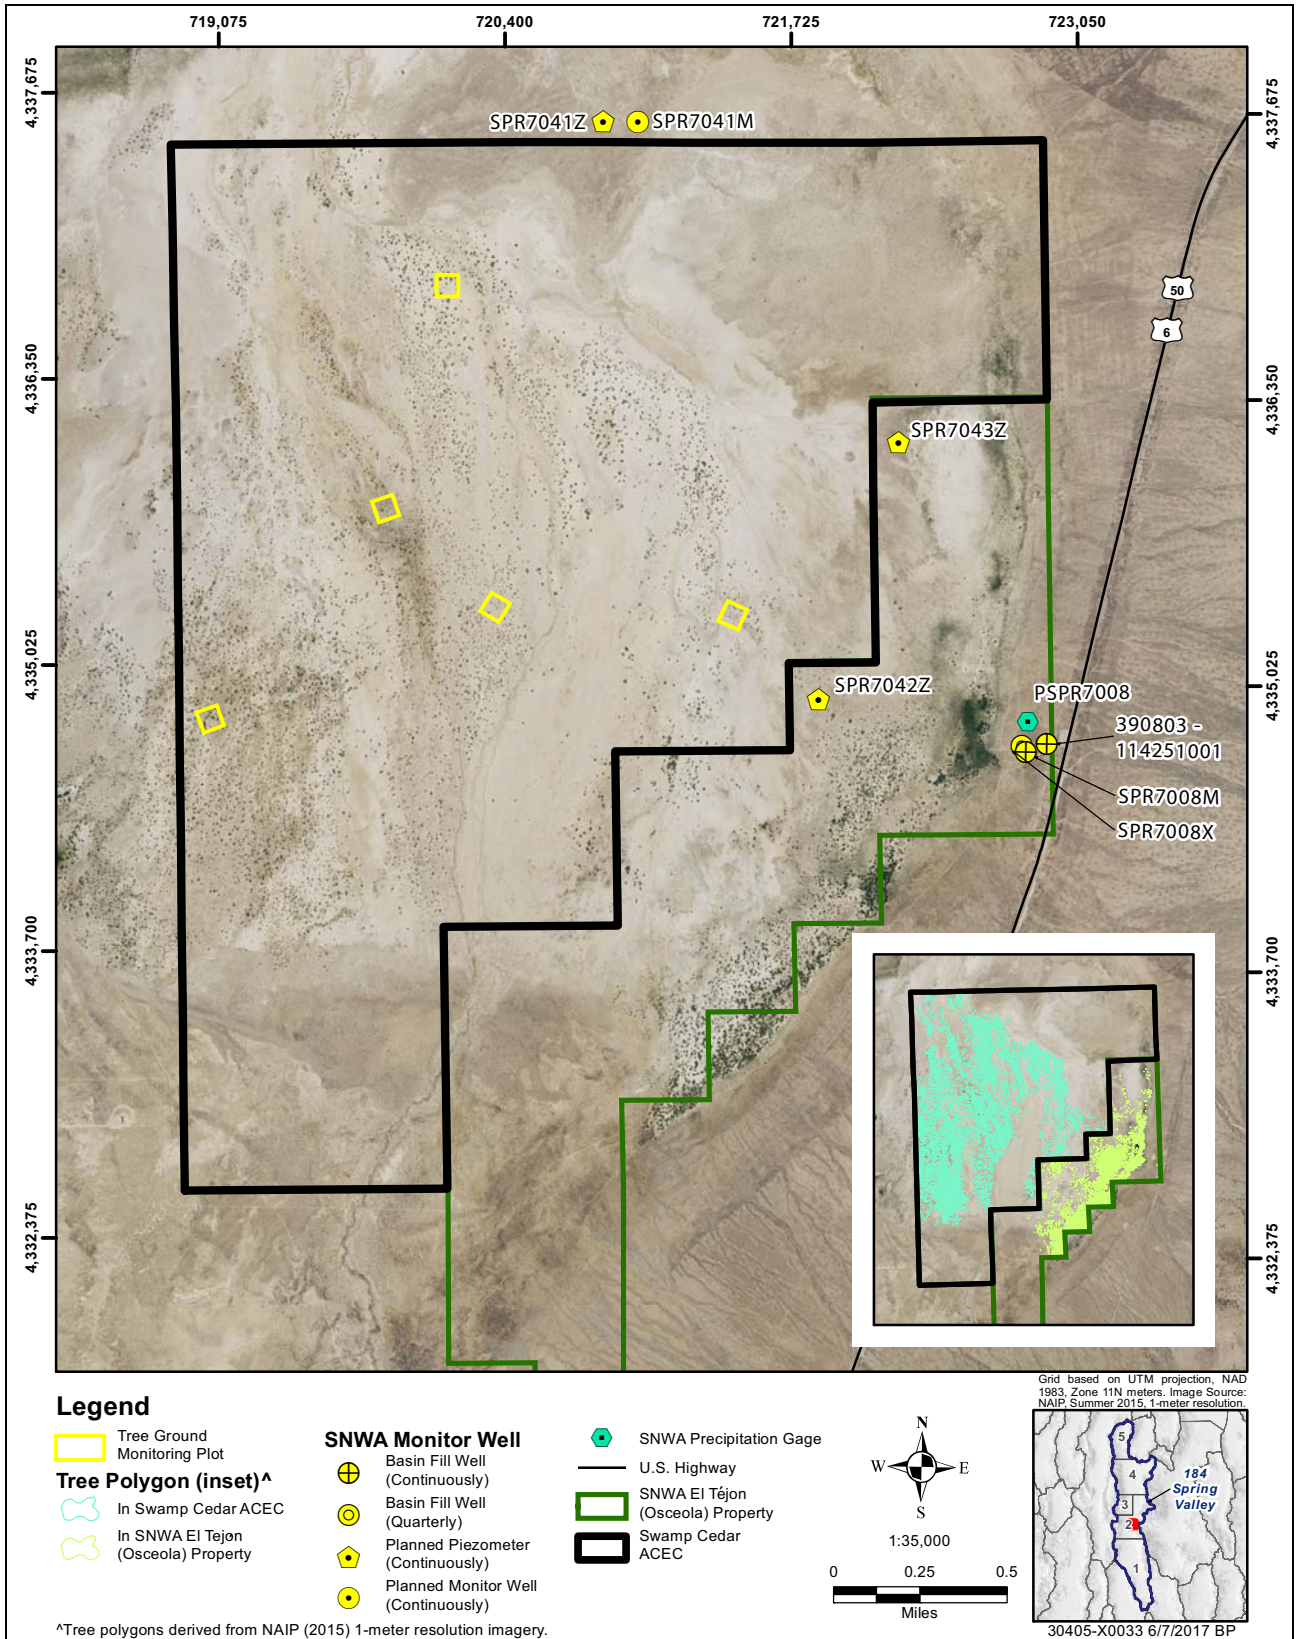 719,075
720,400
721,725
723,050
4,337,675
4,337,675
SPR7041Z
SPR7041M
50
6
4,336,350
4,336,350
SPR7043Z
4,335,025
4,335,025
SPR7042Z
PSPR7008
390803 -
114251001
SPR7008M
SPR7008X
4,333,700
4,333,700
4,332,375
4,332,375
Grid based on UTM projection, NAD
1983, Zone 11N meters. Image Source:
NAIP, Summer 2015, 1-meter resolution.
Legend
Tree Ground
Monitoring Plot
Tree Polygon (inset)^
In Swamp Cedar ACEC
In SNWA El Tejon
(Osceola) Property
SNWA Monitor Well
Basin Fill Well
(Continuously)
Basin Fill Well
(Quarterly)
Planned Piezometer
(Continuously)
Planned Monitor Well
(Continuously)
SNWA Precipitation Gage
U.S. Highway
SNWA El Téjon
(Osceola) Property
Swamp Cedar
ACEC
N
W E
S
1:35,000
0 0.25 0.5
Miles
5
4
184
Spring
Valley
3
2
1
^Tree polygons derived from NAIP (2015) 1-meter resolution imagery.
30405-X0033 6/7/2017 BP